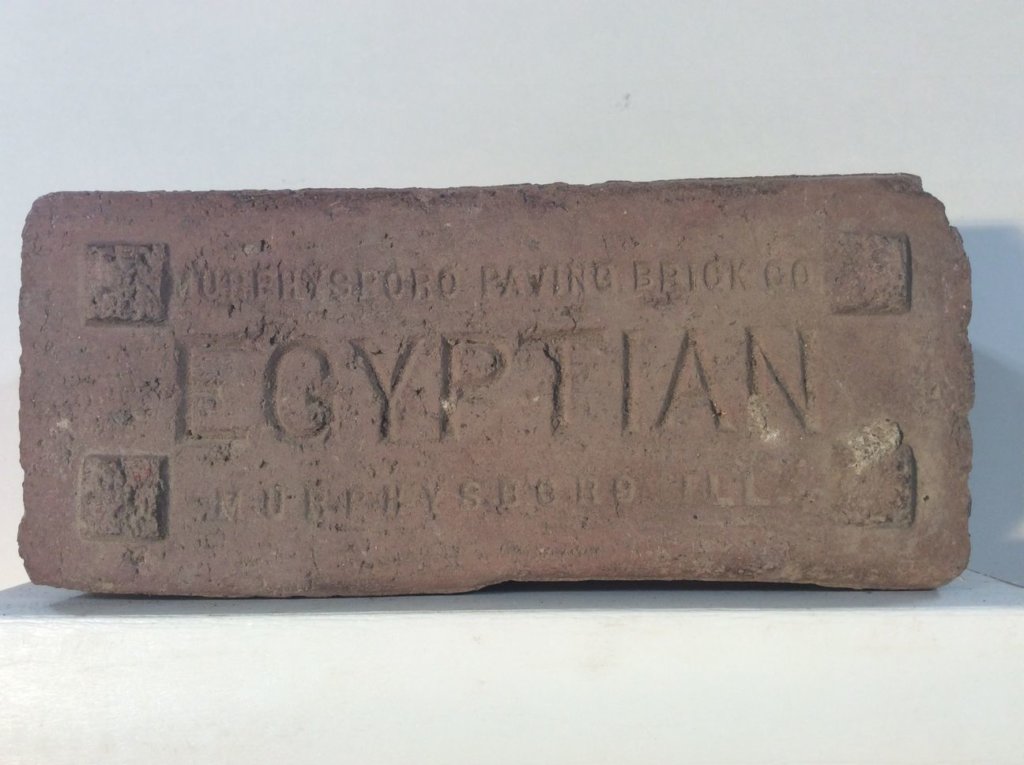 MURPHYSBORO PAVING BRICK CO
EGYPTIAN
MURPHYSBORO ILL